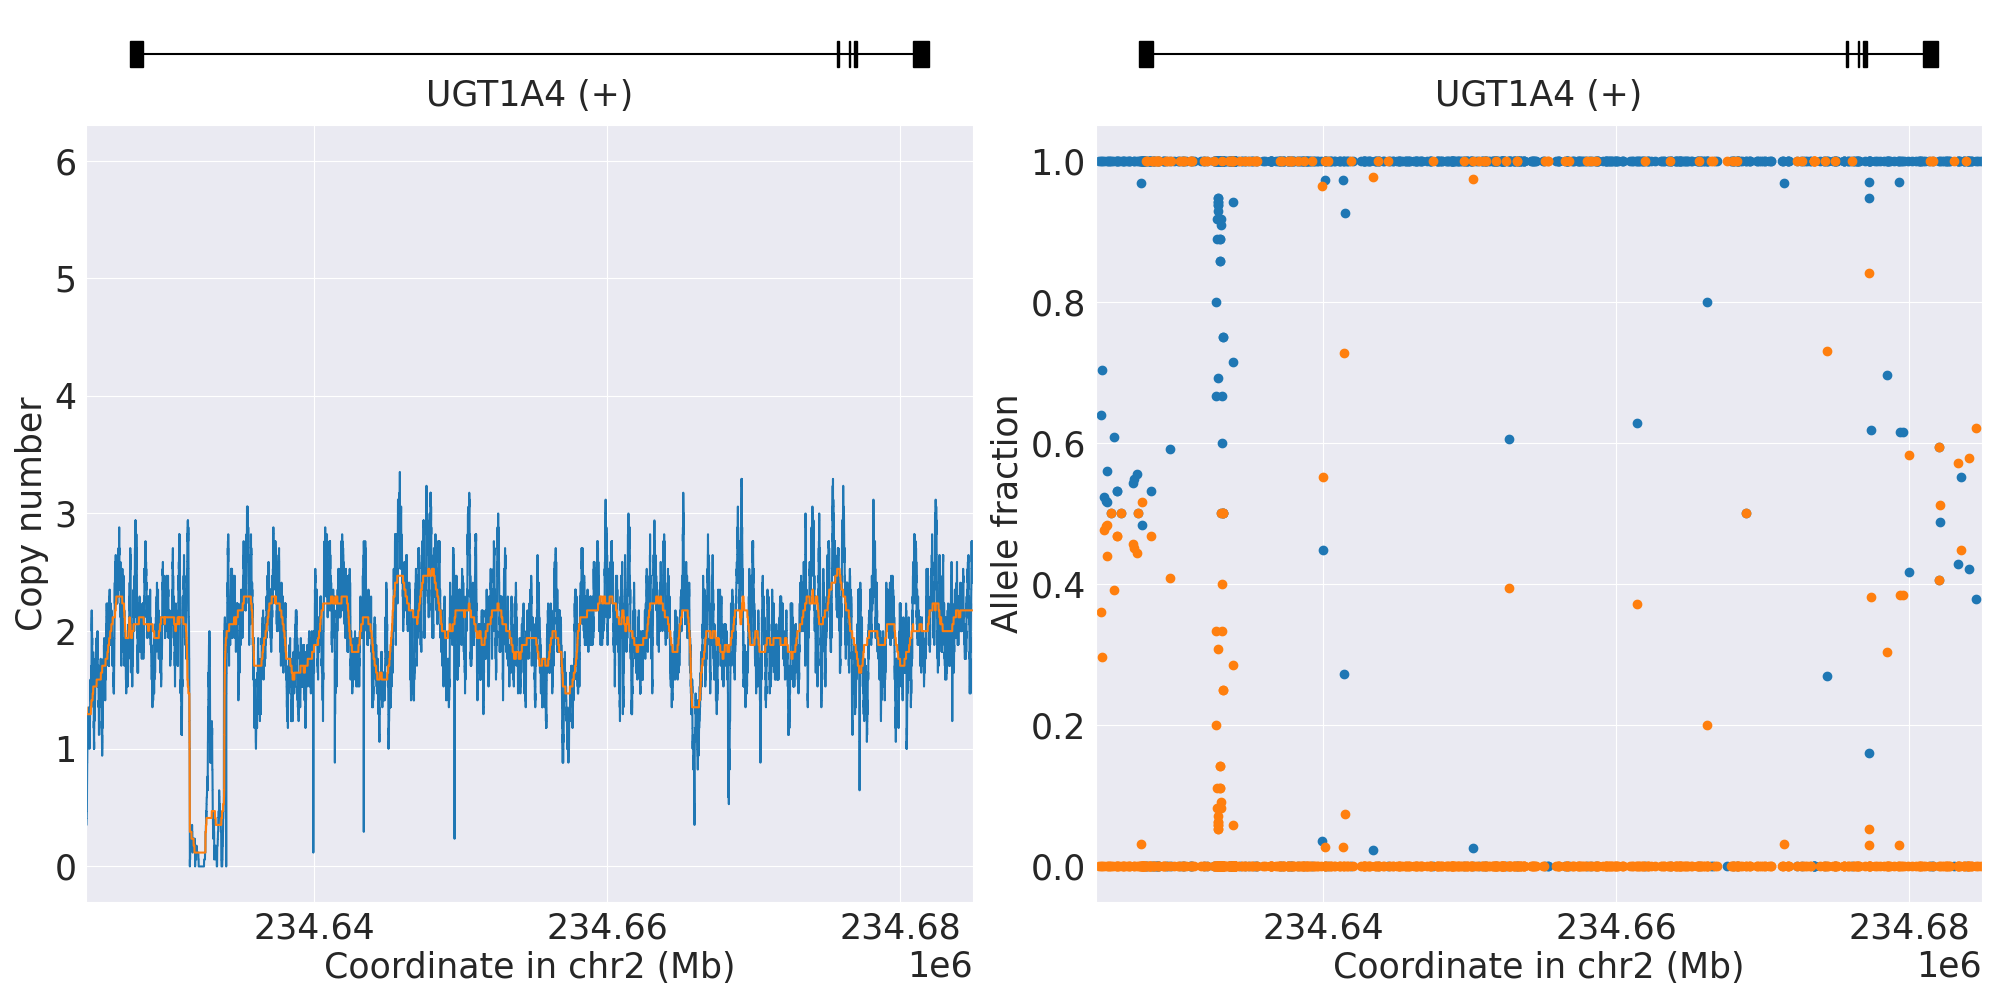 UGT1A4 (+)
Copy number
6
5
4
3
2
1
0
234.64
234.66
234.68
Coordinate in chr2 (Mb)
1e6
UGT1A4 (+)
Allele fraction
1.0
0.8
0.6
0.4
0.2
0.0
234.64
234.66
234.68
Coordinate in chr2 (Mb)
1e6